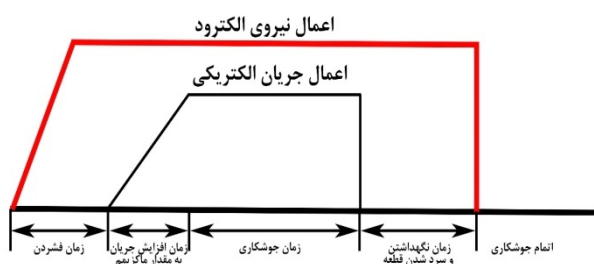 اعمال نیروی الکترود
اعمال جریان الکتریکی
زمان فشردن
زمان افزایش جریان
به مقدار ماکزیمم
زمان جوشکاری
زمان نگهداشتن
و سرد شدن قطعه
اتمام جوشکاری